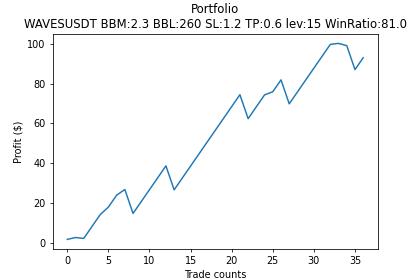 Portfolio
WAVESUSDT BBM:2.3 BBL:260 SL:1.2 TP:0.6 lev:15 WinRatio:81.0
100
80
60
40
20
0
Profit ($)
0 5 10 15 20 25 30 35
Trade counts